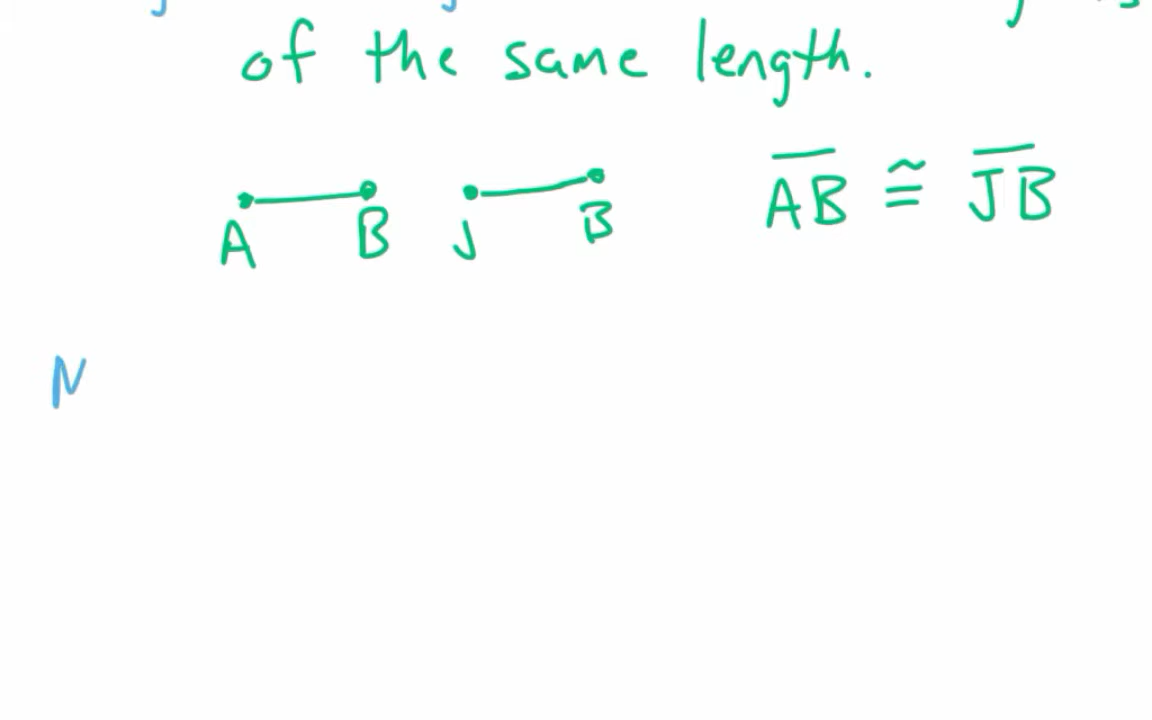 of the same length.
A B J B AB ≅ JB
N